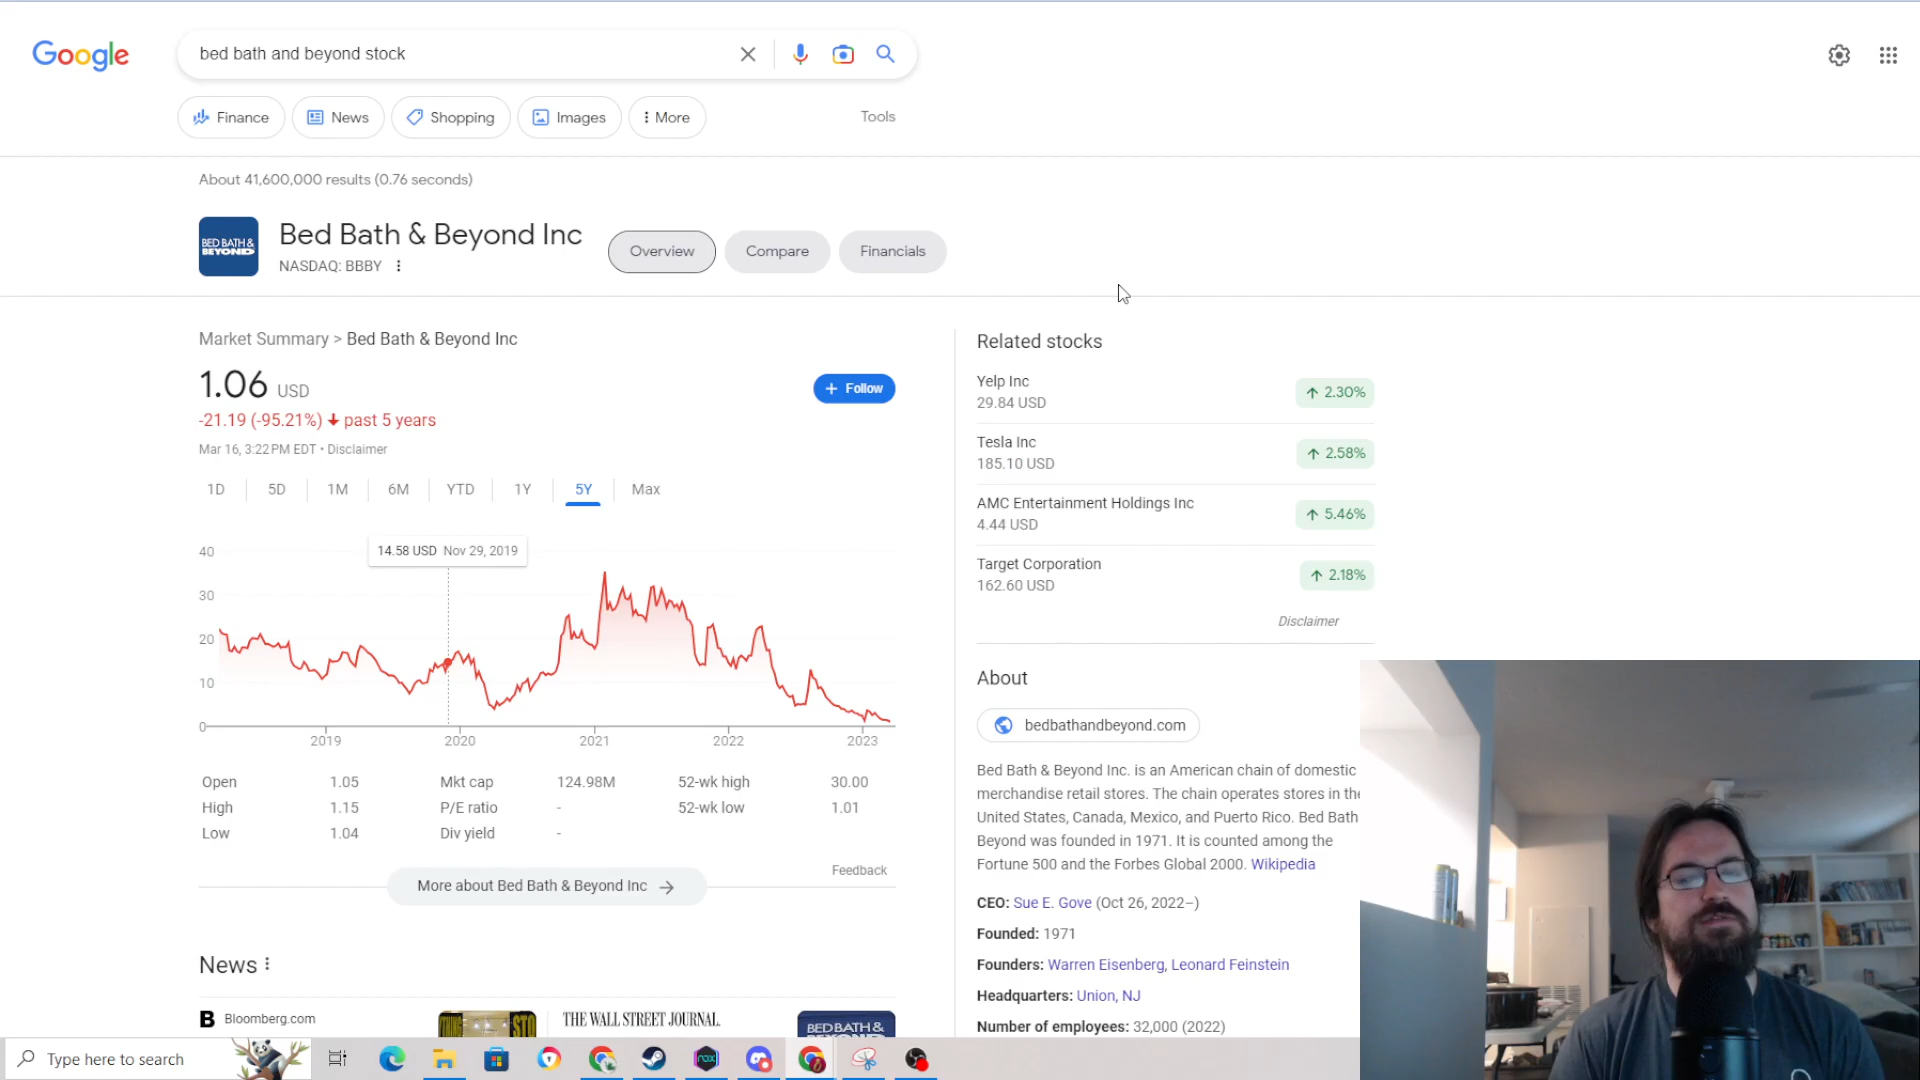 Google
bed bath and beyond stock
Finance
News
Shopping
Images
More
Tools
About 41,600,000 results (0.76 seconds)
BED BATH &
BEYOND
Bed Bath & Beyond Inc
NASDAQ: BBBY
Overview
Compare
Financials
Market Summary > Bed Bath & Beyond Inc
1.06 USD
+ Follow
-21.19 (-95.21%) past 5 years
Mar 16, 3:22 PM EDT • Disclaimer
1D
5D
1M
6M
YTD
1Y
5Y
Max
14.58 USD Nov 29, 2019
40
30
20
10
0
2019
2020
2021
2022
2023
Open 1.05 Mkt cap 124.98M 52-wk high 30.00
High 1.15 P/E ratio - 52-wk low 1.01
Low 1.04 Div yield -
Feedback
More about Bed Bath & Beyond Inc
News
Bloomberg.com
THE WALL STREET JOURNAL.
BED BATH &
Related stocks
Yelp Inc
29.84 USD
2.30%
Tesla Inc
185.10 USD
2.58%
AMC Entertainment Holdings Inc
4.44 USD
5.46%
Target Corporation
162.60 USD
2.18%
Disclaimer
About
bedbathandbeyond.com
Bed Bath & Beyond Inc. is an American chain of domestic
merchandise retail stores. The chain operates stores in the
United States, Canada, Mexico, and Puerto Rico. Bed Bath
Beyond was founded in 1971. It is counted among the
Fortune 500 and the Forbes Global 2000. Wikipedia
CEO: Sue E. Gove (Oct 26, 2022–)
Founded: 1971
Founders: Warren Eisenberg, Leonard Feinstein
Headquarters: Union, NJ
Number of employees: 32,000 (2022)
Type here to search